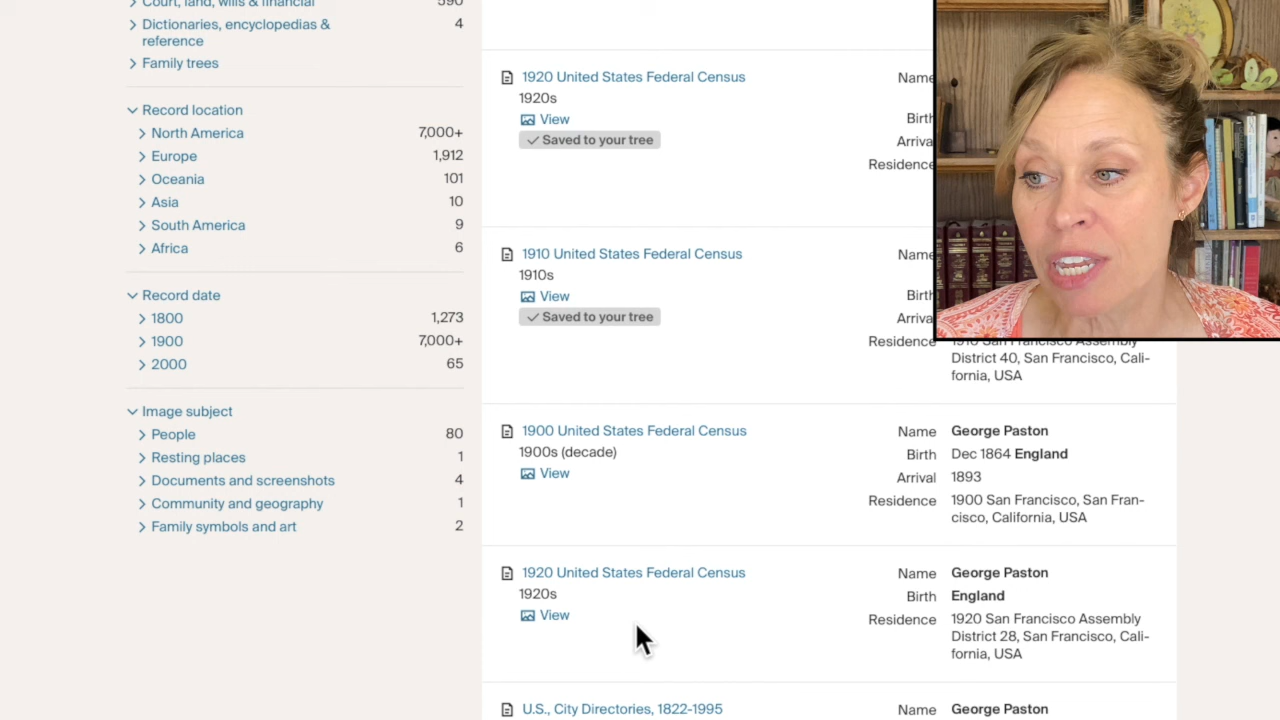 Court, land, wills & financial 590
Dictionaries, encyclopedias & 4
reference
Family trees
Record location
North America 7,000+
Europe 1,912
Oceania 101
Asia 10
South America 9
Africa 6
Record date
1800 1,273
1900 7,000+
2000 65
Image subject
People 80
Resting places 1
Documents and screenshots 4
Community and geography 1
Family symbols and art 2
1920 United States Federal Census
1920s
View
Saved to your tree
Name
Birth
Arriva
Residence
1910 United States Federal Census
1910s
View
Saved to your tree
Name
Birth
Arriva
Residence 1910 San Francisco Assembly
District 40, San Francisco, Cali-
fornia, USA
1900 United States Federal Census
1900s (decade)
View
Name George Paston
Birth Dec 1864 England
Arrival 1893
Residence 1900 San Francisco, San Fran-
cisco, California, USA
1920 United States Federal Census
1920s
View
Name George Paston
Birth England
Residence 1920 San Francisco Assembly
District 28, San Francisco, Cali-
fornia, USA
U.S., City Directories, 1822-1995
Name George Paston